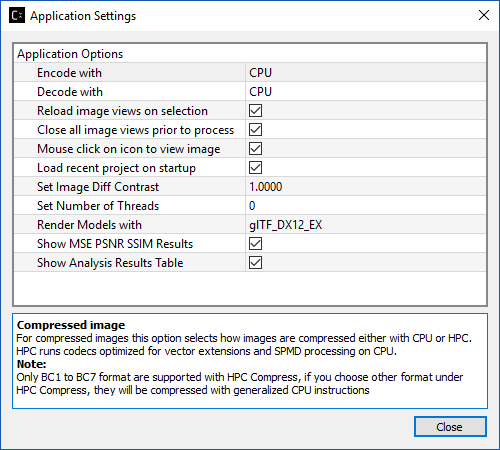 Application Settings
Application Options
Encode with CPU
Decode with CPU
Reload image views on selection
Close all image views prior to process
Mouse click on icon to view image
Load recent project on startup
Set Image Diff Contrast 1.0000
Set Number of Threads 0
Render Models with glTF_DX12_EX
Show MSE PSNR SSIM Results
Show Analysis Results Table
Compressed image
For compressed images this option selects how images are compressed either with CPU or HPC.
HPC runs codecs optimized for vector extensions and SPMD processing on CPU.
Note:
Only BC1 to BC7 format are supported with HPC Compress, if you choose other format under
HPC Compress, they will be compressed with generalized CPU instructions
Close